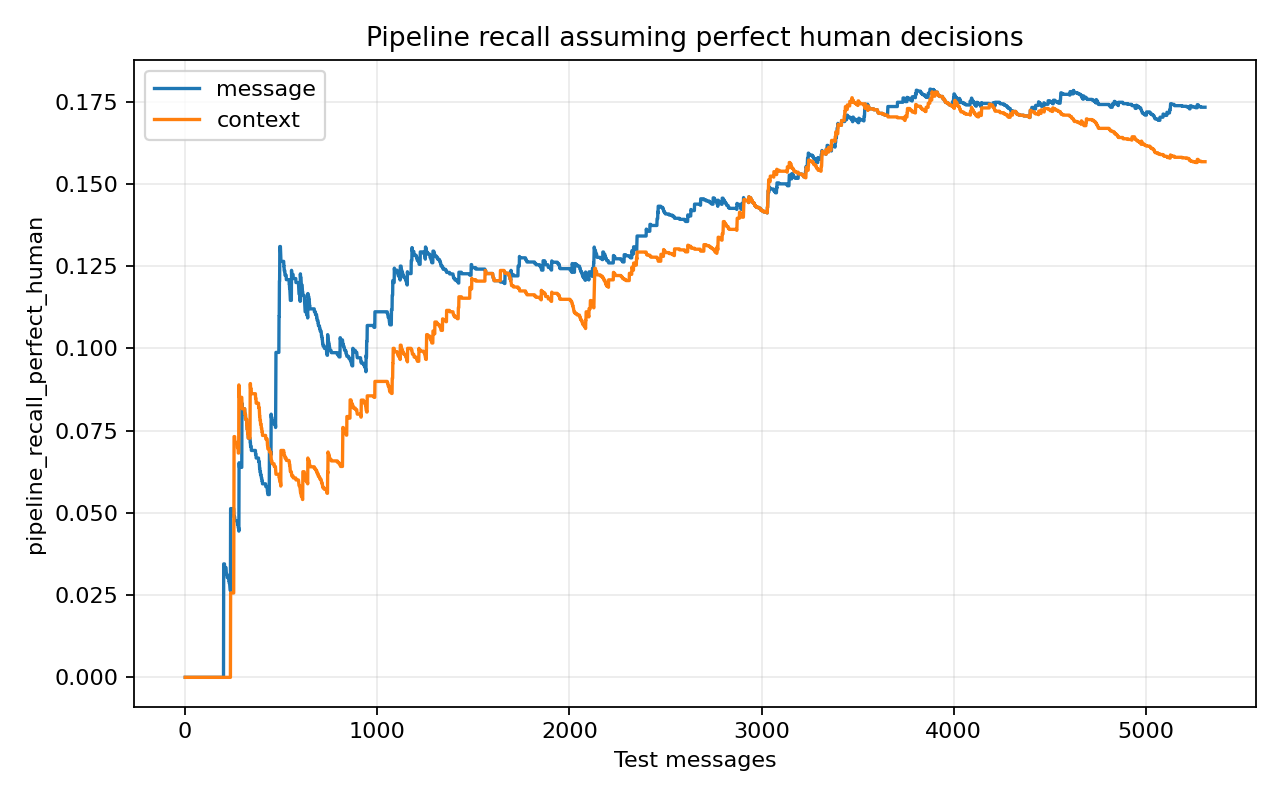 Pipeline recall assuming perfect human decisions
message
context
pipeline_recall_perfect_human
0.175
0.150
0.125
0.100
0.075
0.050
0.025
0.000
0 1000 2000 3000 4000 5000
Test messages